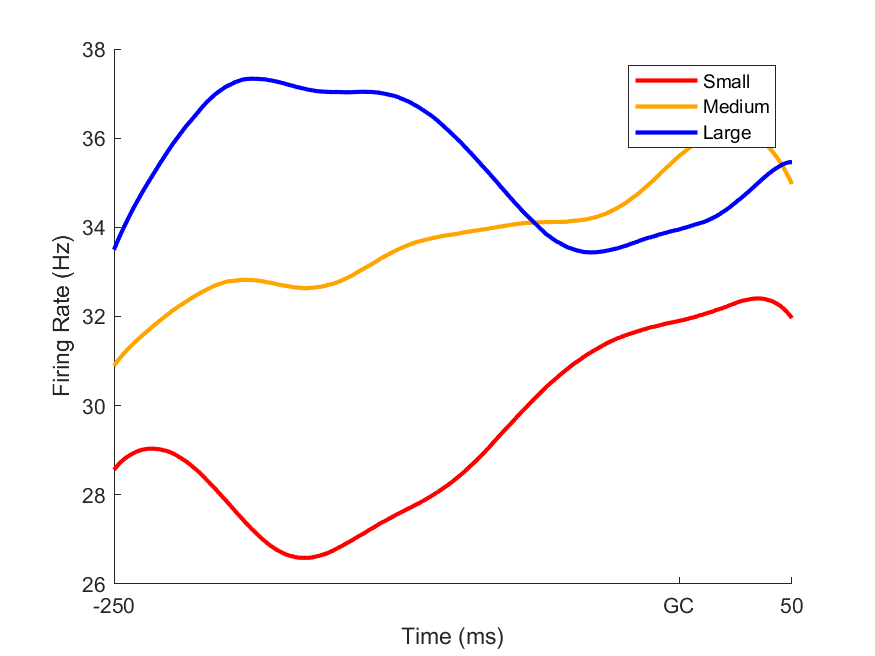 38
36
34
32
30
28
26
Firing Rate (Hz)
Small
Medium
Large
-250
GC
50
Time (ms)